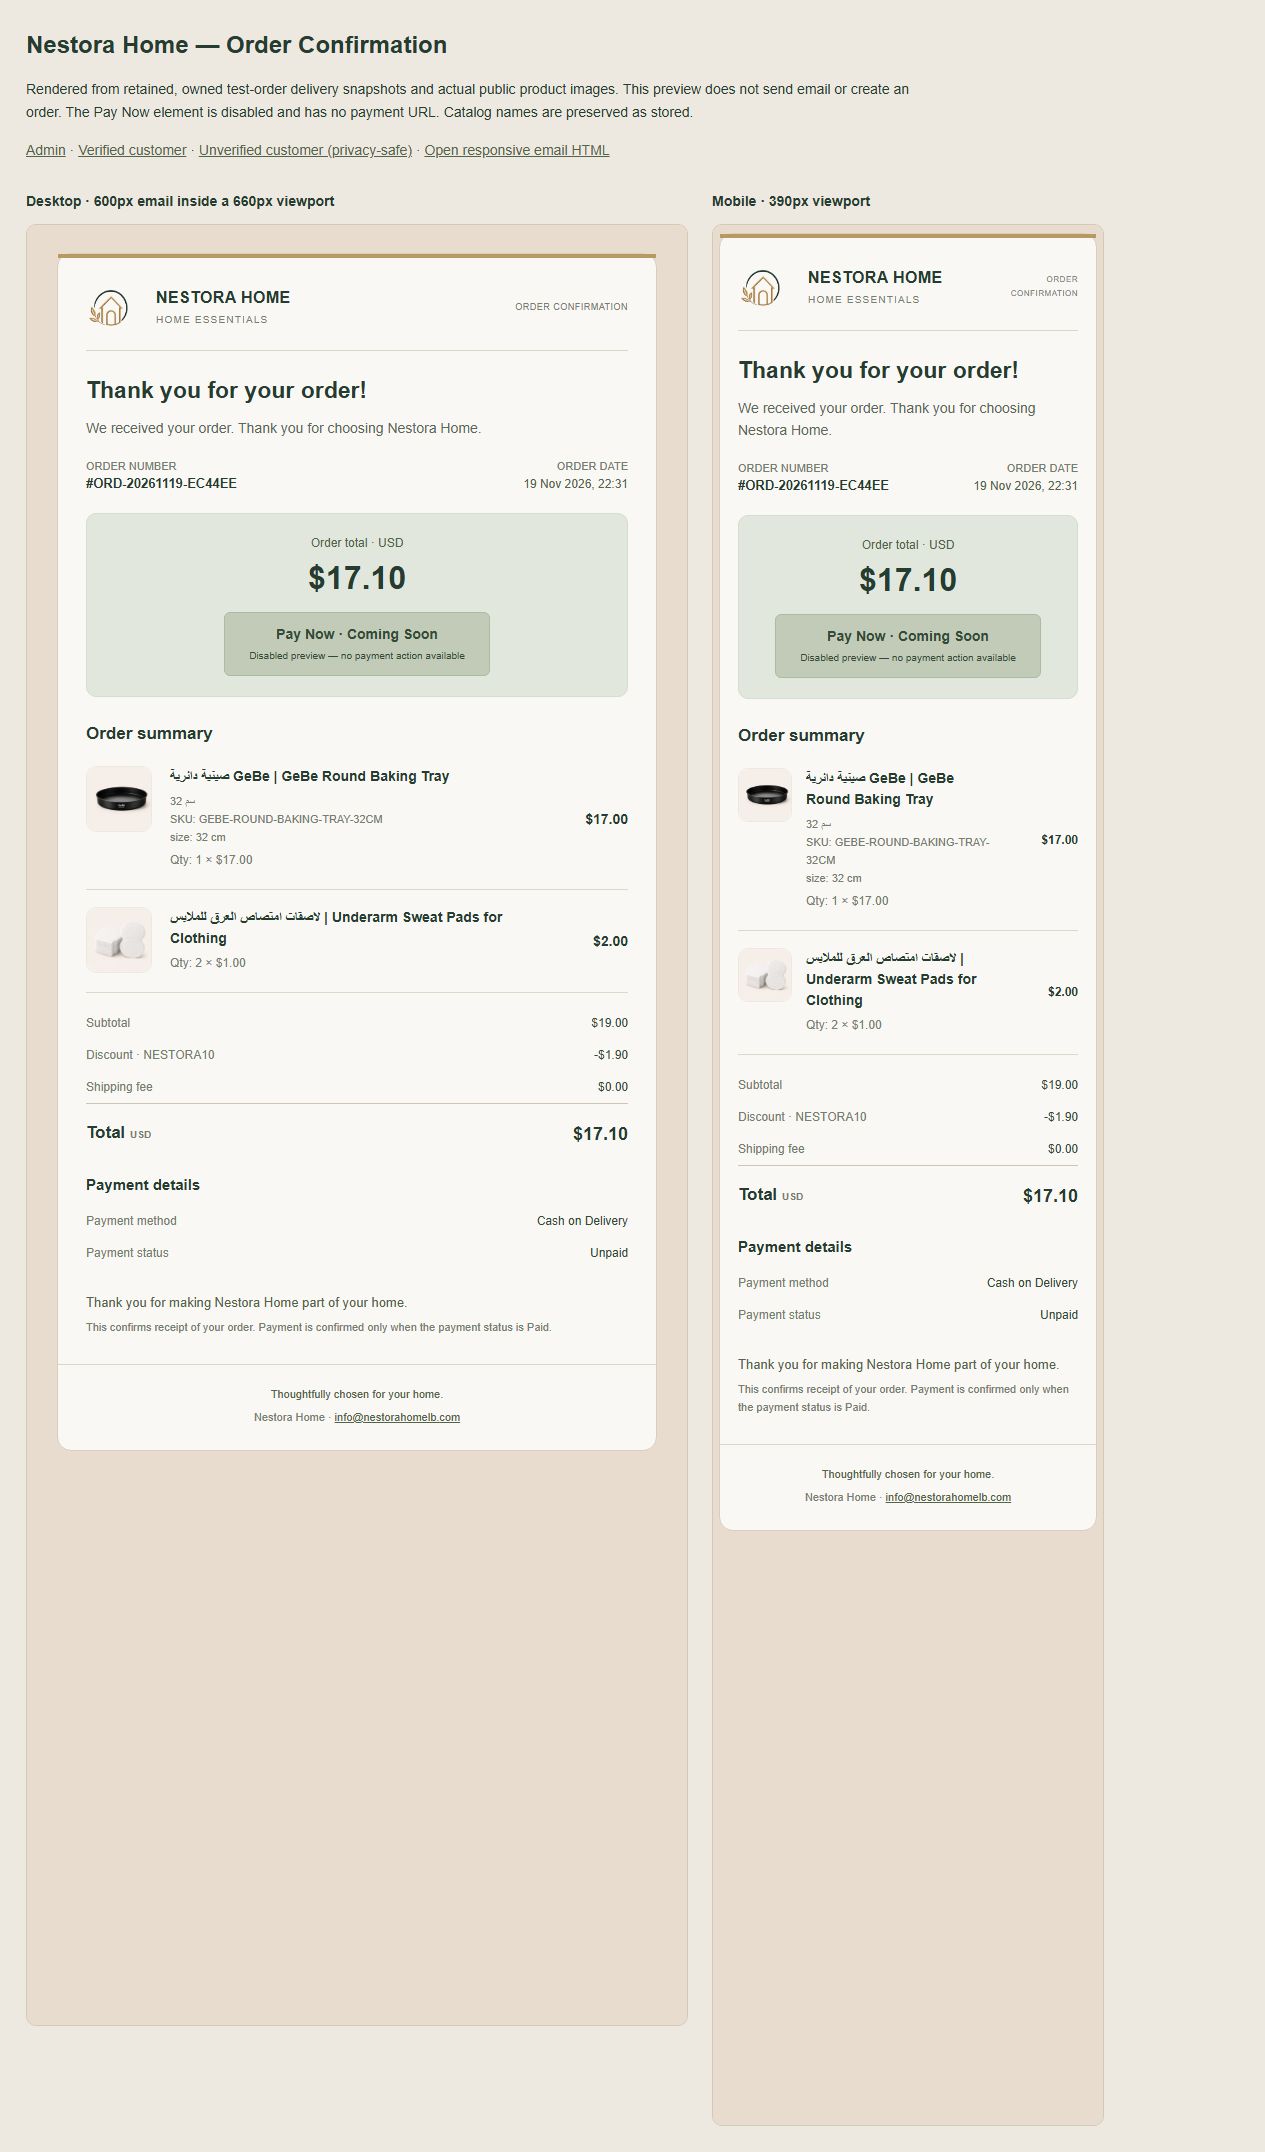 Nestora Home — Order Confirmation
Rendered from retained, owned test-order delivery snapshots and actual public product images. This preview does not send email or create an
order. The Pay Now element is disabled and has no payment URL. Catalog names are preserved as stored.
Admin · Verified customer · Unverified customer (privacy-safe) · Open responsive email HTML
Desktop · 600px email inside a 660px viewport
NESTORA HOME
HOME ESSENTIALS
ORDER CONFIRMATION
Thank you for your order!
We received your order. Thank you for choosing Nestora Home.
ORDER NUMBER
#ORD-20261119-EC44EE
ORDER DATE
19 Nov 2026, 22:31
Order total · USD
$17.10
Pay Now · Coming Soon
Disabled preview — no payment action available
Order summary
صينية دائرية GeBe | GeBe Round Baking Tray
32 سم
SKU: GEBE-ROUND-BAKING-TRAY-32CM
size: 32 cm
Qty: 1 × $17.00
$17.00
لاصقات امتصاص العرق للملابس | Underarm Sweat Pads for
Clothing
Qty: 2 × $1.00
$2.00
Subtotal $19.00
Discount · NESTORA10 -$1.90
Shipping fee $0.00
Total USD $17.10
Payment details
Payment method Cash on Delivery
Payment status Unpaid
Thank you for making Nestora Home part of your home.
This confirms receipt of your order. Payment is confirmed only when the payment status is Paid.
Thoughtfully chosen for your home.
Nestora Home · info@nestorahomelb.com
Mobile · 390px viewport
NESTORA HOME
HOME ESSENTIALS
ORDER
CONFIRMATION
Thank you for your order!
We received your order. Thank you for choosing
Nestora Home.
ORDER NUMBER
#ORD-20261119-EC44EE
ORDER DATE
19 Nov 2026, 22:31
Order total · USD
$17.10
Pay Now · Coming Soon
Disabled preview — no payment action available
Order summary
صينية دائرية GeBe | GeBe
Round Baking Tray
32 سم
SKU: GEBE-ROUND-BAKING-TRAY-
32CM
size: 32 cm
Qty: 1 × $17.00
$17.00
لاصقات امتصاص العرق للملابس |
Underarm Sweat Pads for
Clothing
Qty: 2 × $1.00
$2.00
Subtotal $19.00
Discount · NESTORA10 -$1.90
Shipping fee $0.00
Total USD $17.10
Payment details
Payment method Cash on Delivery
Payment status Unpaid
Thank you for making Nestora Home part of your home.
This confirms receipt of your order. Payment is confirmed only when
the payment status is Paid.
Thoughtfully chosen for your home.
Nestora Home · info@nestorahomelb.com